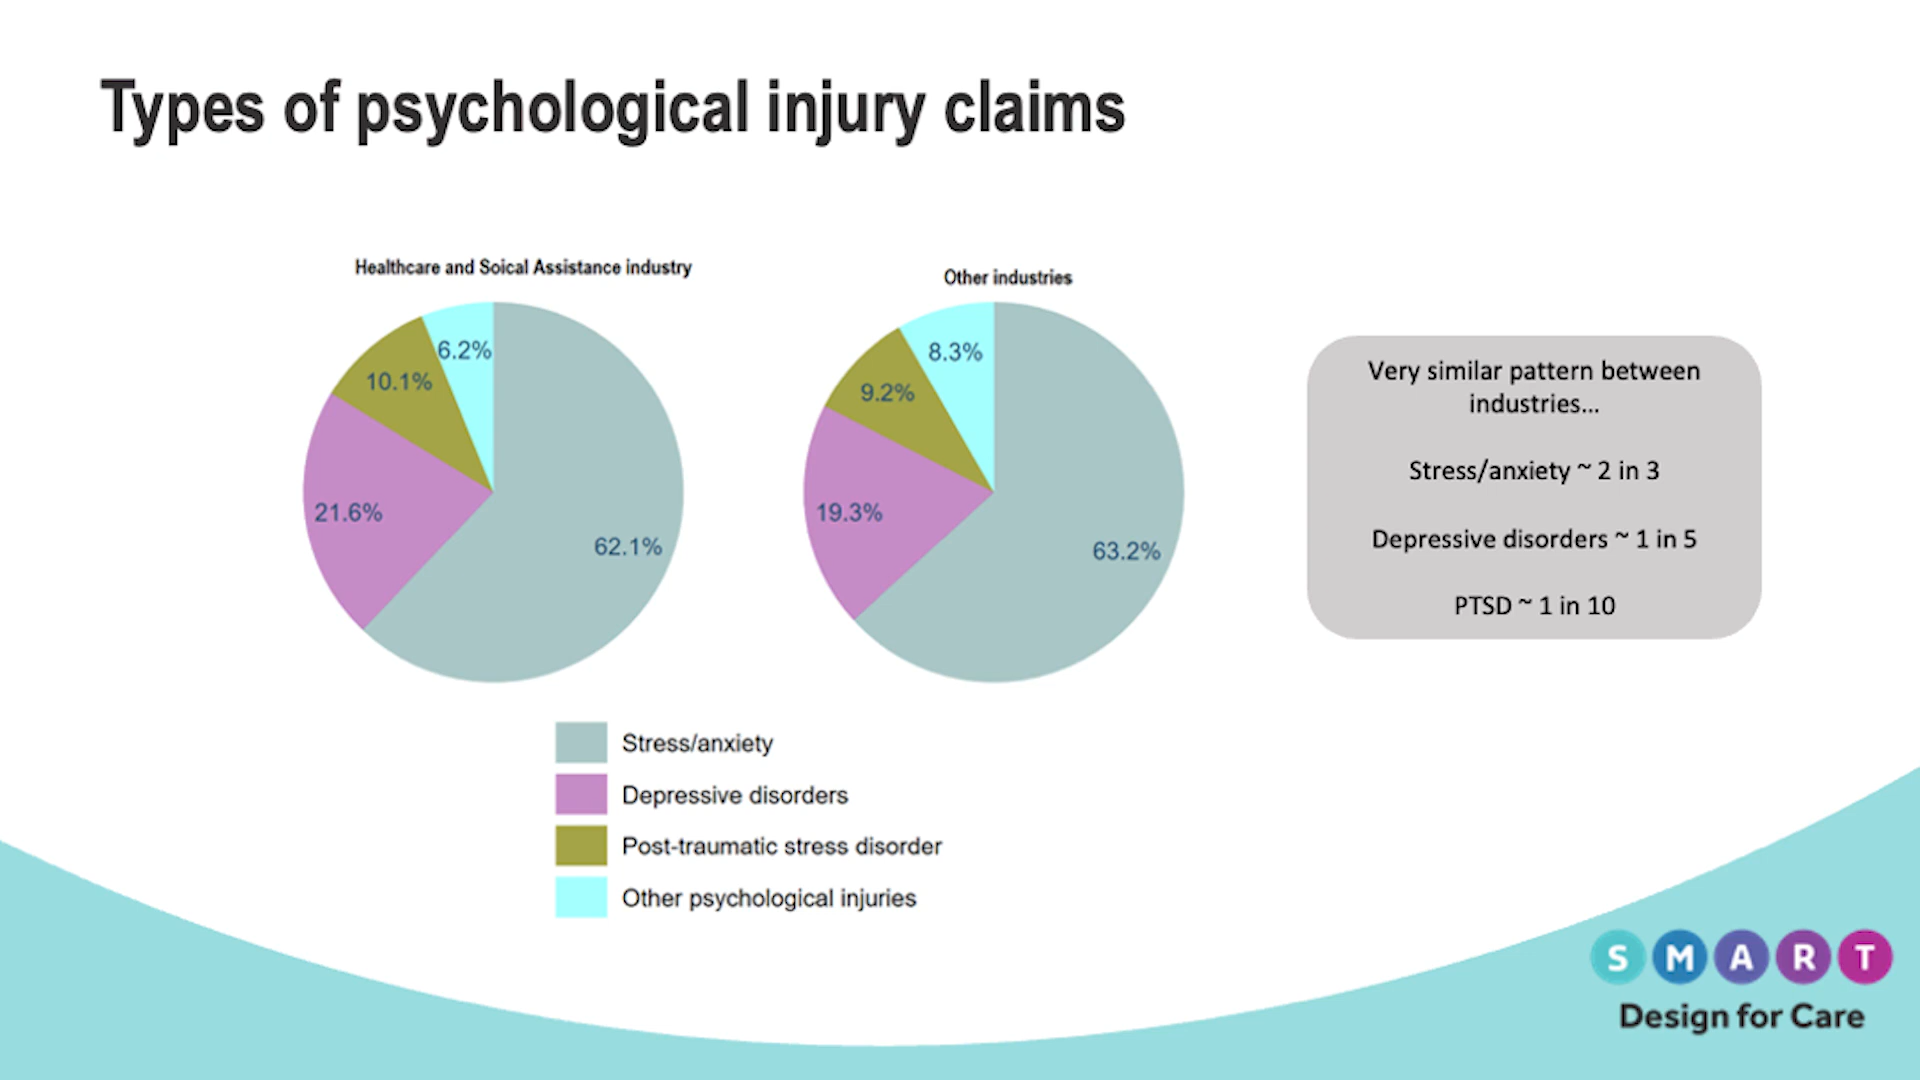 Types of psychological injury claims
Healthcare and Soical Assistance industry
6.2%
10.1%
21.6%
62.1%
Other industries
8.3%
9.2%
19.3%
63.2%
Very similar pattern between
industries...
Stress/anxiety ~ 2 in 3
Depressive disorders ~ 1 in 5
PTSD ~ 1 in 10
Stress/anxiety
Depressive disorders
Post-traumatic stress disorder
Other psychological injuries
SMART
Design for Care